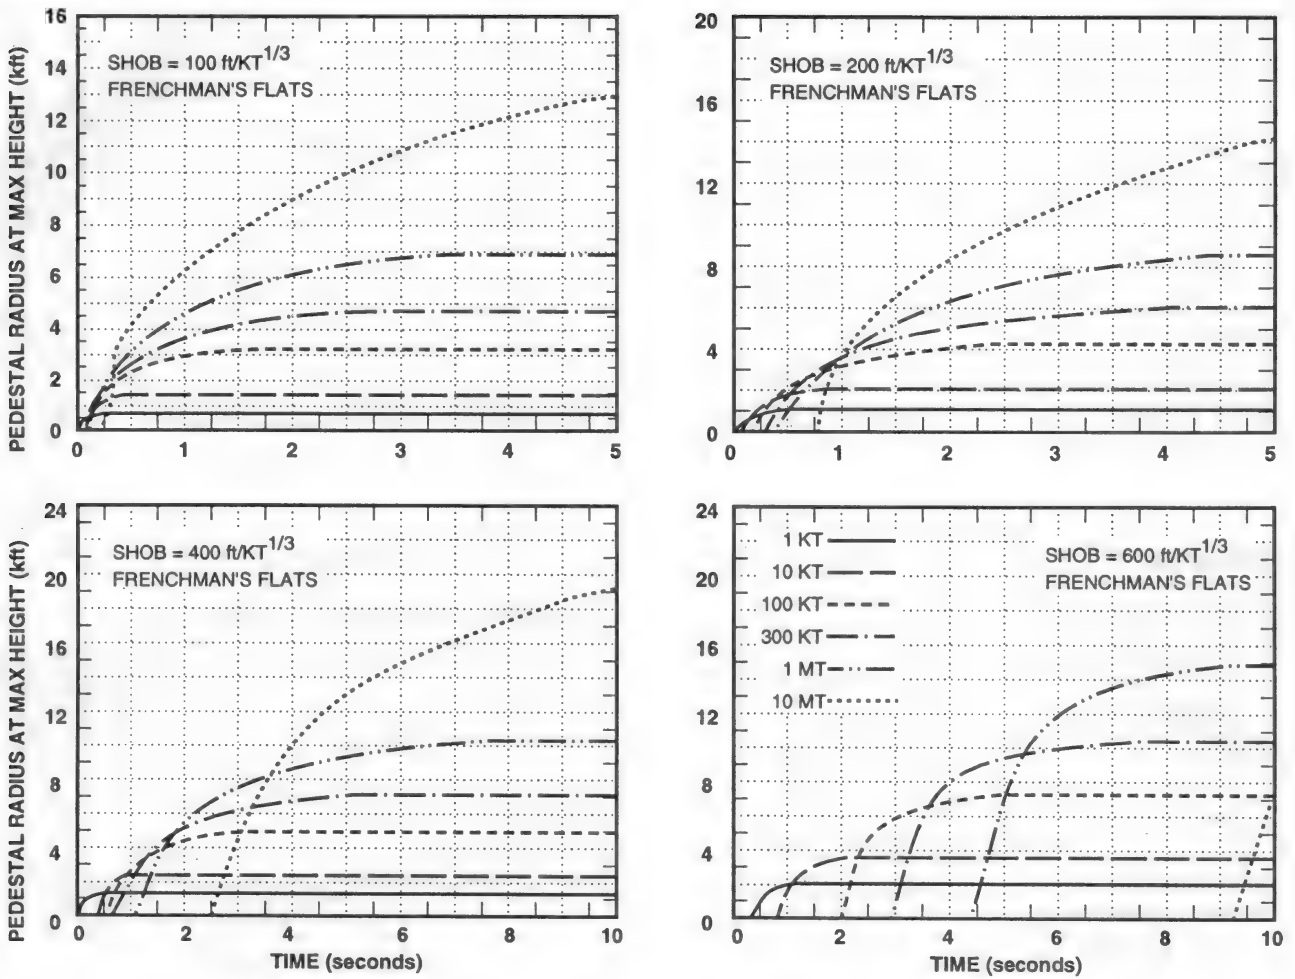 PEDESTAL RADIUS AT MAX HEIGHT (kft)
16
14
12
10
8
6
4
2
0
SHOB = 100 ft/KT1/3
FRENCHMAN'S FLATS
0 1 2 3 4 5
20
16
12
8
4
0
SHOB = 200 ft/KT1/3
FRENCHMAN'S FLATS
0 1 2 3 4 5
PEDESTAL RADIUS AT MAX HEIGHT (kft)
24
20
16
12
8
4
0
SHOB = 400 ft/KT1/3
FRENCHMAN'S FLATS
0 2 4 6 8 10
TIME (seconds)
24
20
16
12
8
4
0
1 KT
10 KT
100 KT
300 KT
1 MT
10 MT
SHOB = 600 ft/KT1/3
FRENCHMAN'S FLATS
0 2 4 6 8 10
TIME (seconds)